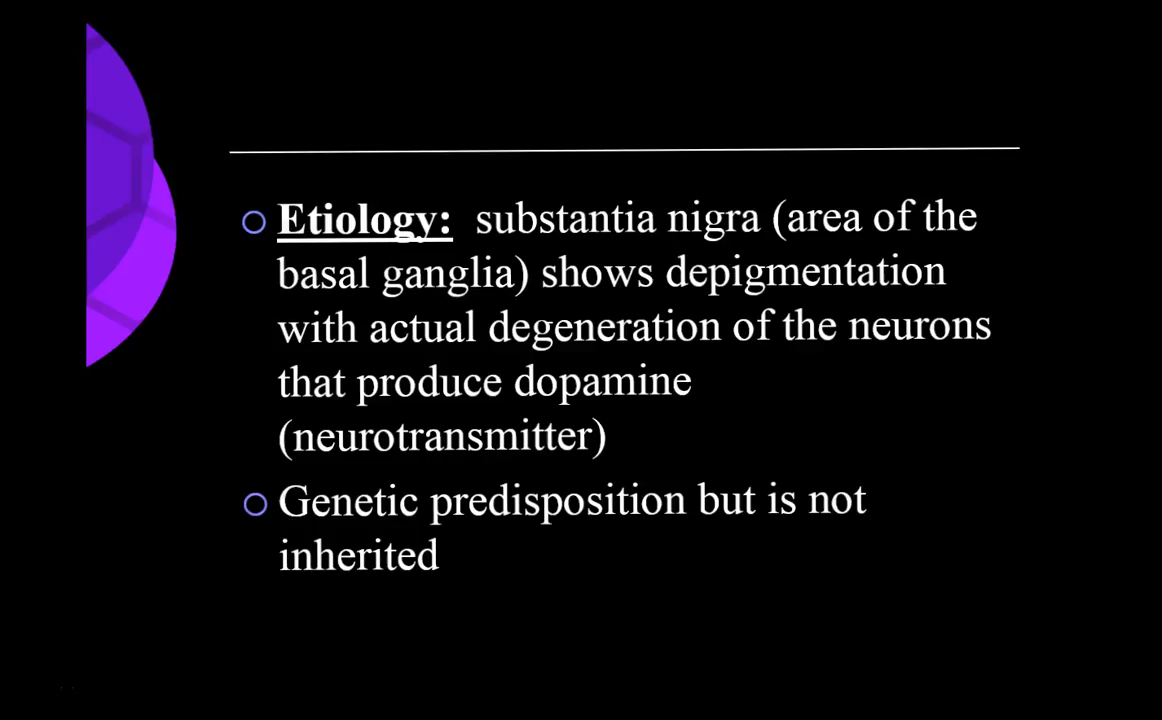 Etiology: substantia nigra (area of the
basal ganglia) shows depigmentation
with actual degeneration of the neurons
that produce dopamine
(neurotransmitter)
Genetic predisposition but is not
inherited